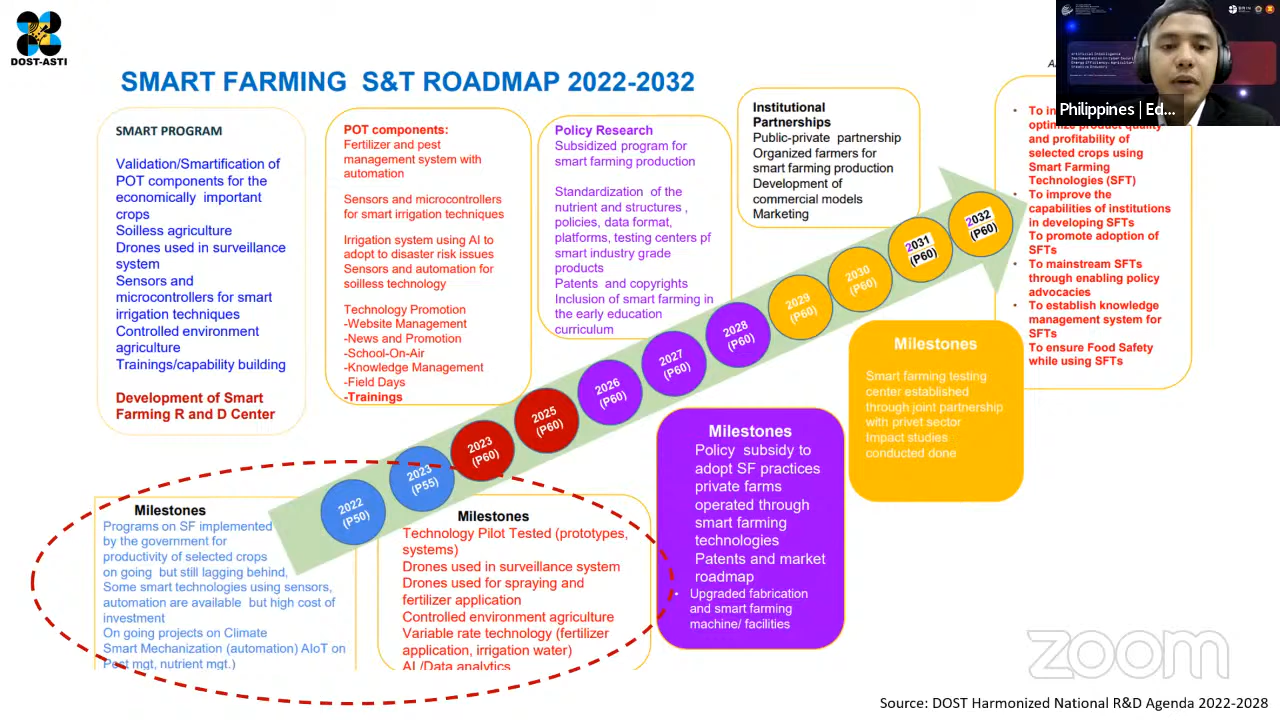 DOST-ASTI
SMART FARMING S&T ROADMAP 2022-2032
SMART PROGRAM
Validation/Smartification of
POT components for the
economically important
crops
Soilless agriculture
Drones used in surveillance
system
Sensors and
microcontrollers for smart
irrigation techniques
Controlled environment
agriculture
Trainings/capability building
Development of Smart
Farming R and D Center
POT components:
Fertilizer and pest
management system with
automation
Sensors and microcontrollers
for smart irrigation techniques
Irrigation system using AI to
adopt to disaster risk issues
Sensors and automation for
soilless technology
Technology Promotion
-Website Management
-News and Promotion
-School-On-Air
-Knowledge Management
-Field Days
-Trainings
Policy Research
Subsidized program for
smart farming production
Standardization of the
nutrient and structures ,
policies, data format,
platforms, testing centers pf
smart industry grade
products
Patents and copyrights
Inclusion of smart farming in
the early education
curriculum
Institutional
Partnerships
Public-private partnership
Organized farmers for
smart farming production
Development of
commercial models
Marketing
Philippines | Ed...
• To in
optimize product quality
and profitability of
selected crops using
Smart Farming
Technologies (SFT)
• To improve the
capabilities of institutions
in developing SFTs
To promote adoption of
SFTs
• To mainstream SFTs
through enabling policy
advocacies
• To establish knowledge
management system for
SFTs
To ensure Food Safety
while using SFTs
2022
(P50)
2023
(P55)
2023
(P60)
2025
(P60)
2026
(P60)
2027
(P60)
2028
(P60)
2029
(P60)
2030
(P60)
2031
(P60)
2032
(P60)
Milestones
Programs on SF implemented
by the government for
productivity of selected crops
on going but still lagging behind,
Some smart technologies using sensors,
automation are available but high cost of
investment
On going projects on Climate
Smart Mechanization (automation) AIoT on
Pest mgt, nutrient mgt.)
Milestones
Technology Pilot Tested (prototypes,
systems)
Drones used in surveillance system
Drones used for spraying and
fertilizer application
Controlled environment agriculture
Variable rate technology (fertilizer
application, irrigation water)
AI /Data analytics
Milestones
Policy subsidy to
adopt SF practices
private farms
operated through
smart farming
technologies
Patents and market
roadmap
• Upgraded fabrication
and smart farming
machine/ facilities
Milestones
Smart farming testing
center established
through joint partnership
with privet sector
Impact studies
conducted done
zoom
Source: DOST Harmonized National R&D Agenda 2022-2028